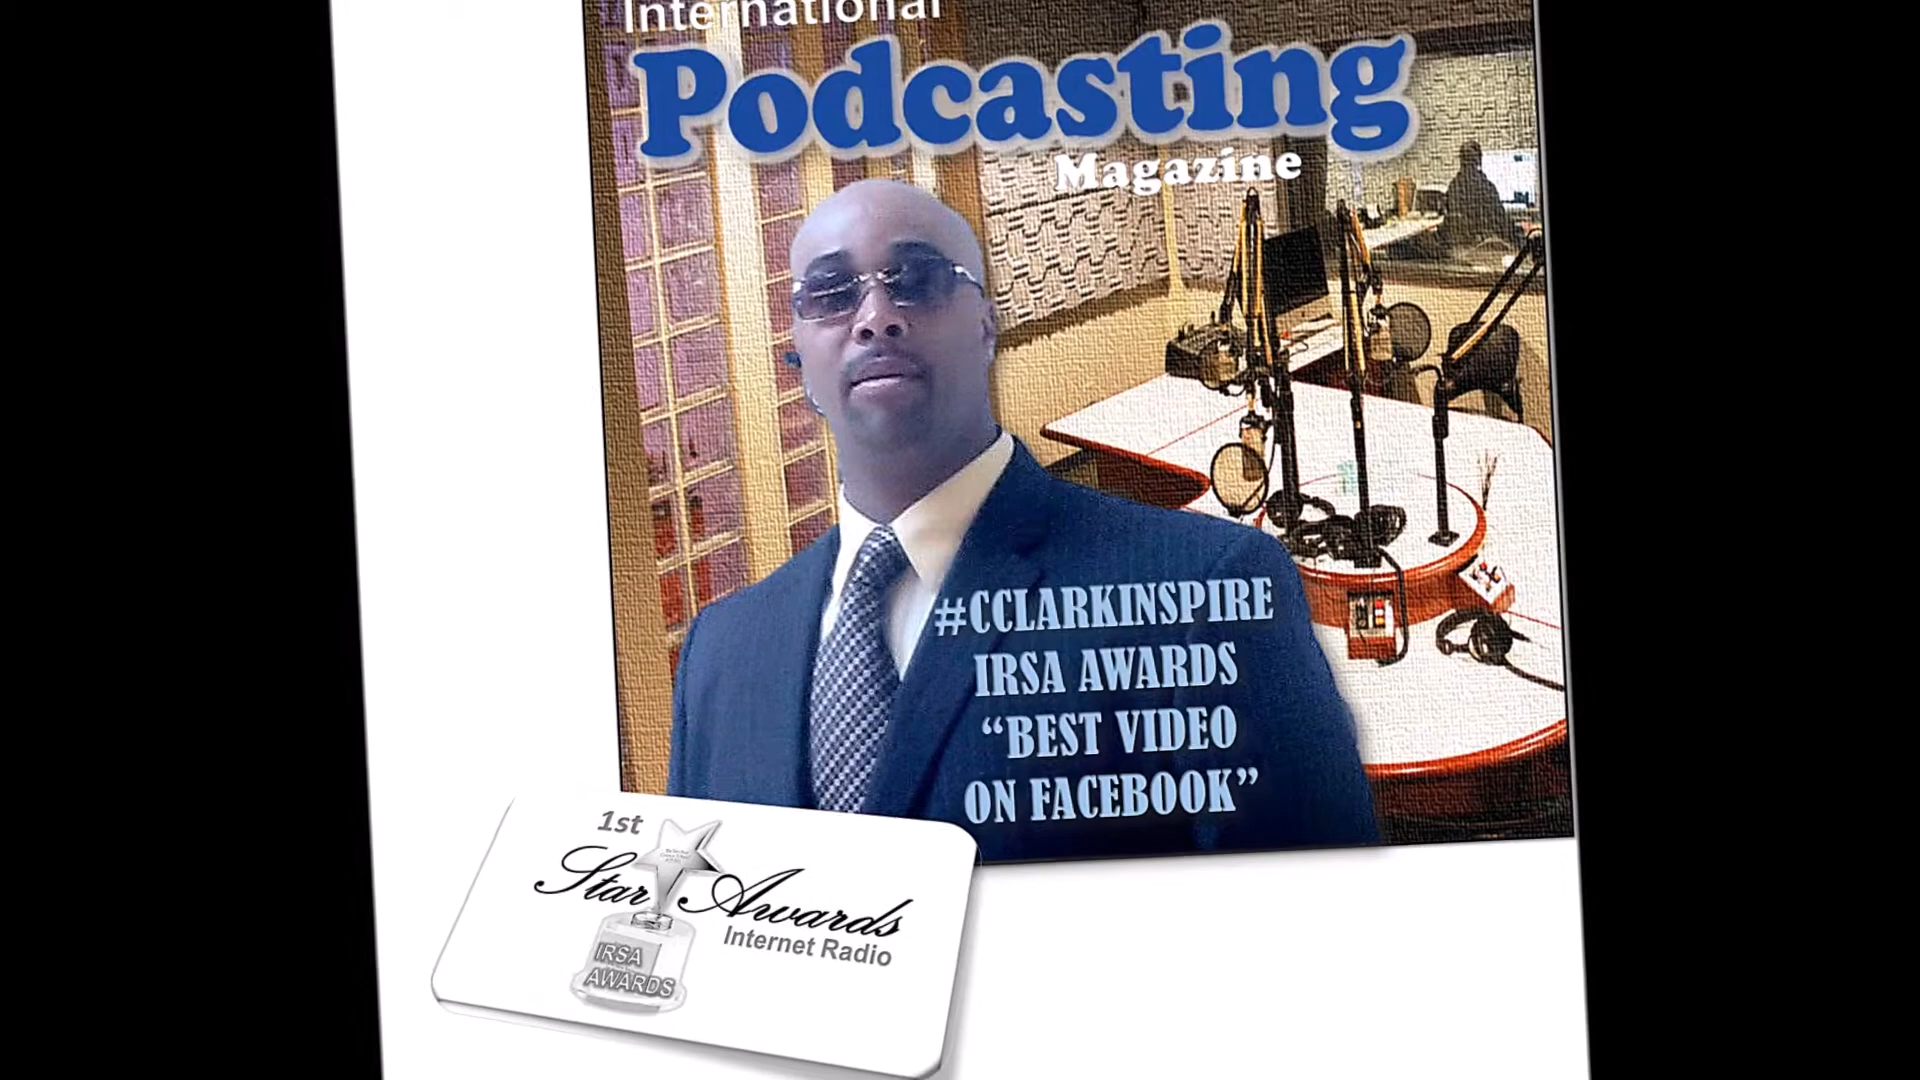 International
Podcasting
Magazine
#CCLARKINSPIRE
IRSA AWARDS
“BEST VIDEO
ON FACEBOOK”
1st
Star Awards
Internet Radio
IRSA
AWARDS